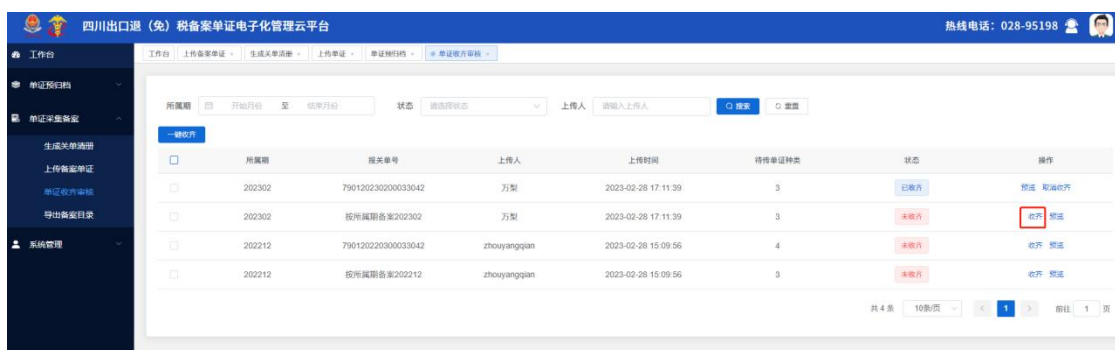 四川出口退（免）税备案单证电子化管理云平台
热线电话：028-95198
工作台
工作台 上传备案单证 × 生成关单清册 × 上传单证 × 单证预归档 × 单证收齐审核 ×
单证预归档
所属期 开始月份 至 结束月份 状态 请选择状态 上传人 请输入上传人 搜索 重置
单证采集备案
一键收齐
生成关单清册
上传备案单证
单证收齐审核
导出备案目录
系统管理
所属期 报关单号 上传人 上传时间 待传单证种类 状态 操作
202302 790120230200033042 万梨 2023-02-28 17:11:39 3 已收齐 预览 取消收齐
202302 按所属期备案202302 万梨 2023-02-28 17:11:39 3 未收齐 收齐 预览
202212 790120220300033042 zhouyangqian 2023-02-28 15:09:56 4 未收齐 收齐 预览
202212 按所属期备案202212 zhouyangqian 2023-02-28 15:09:56 3 未收齐 收齐 预览
共 4 条 10条/页 < 1 > 前往 1 页